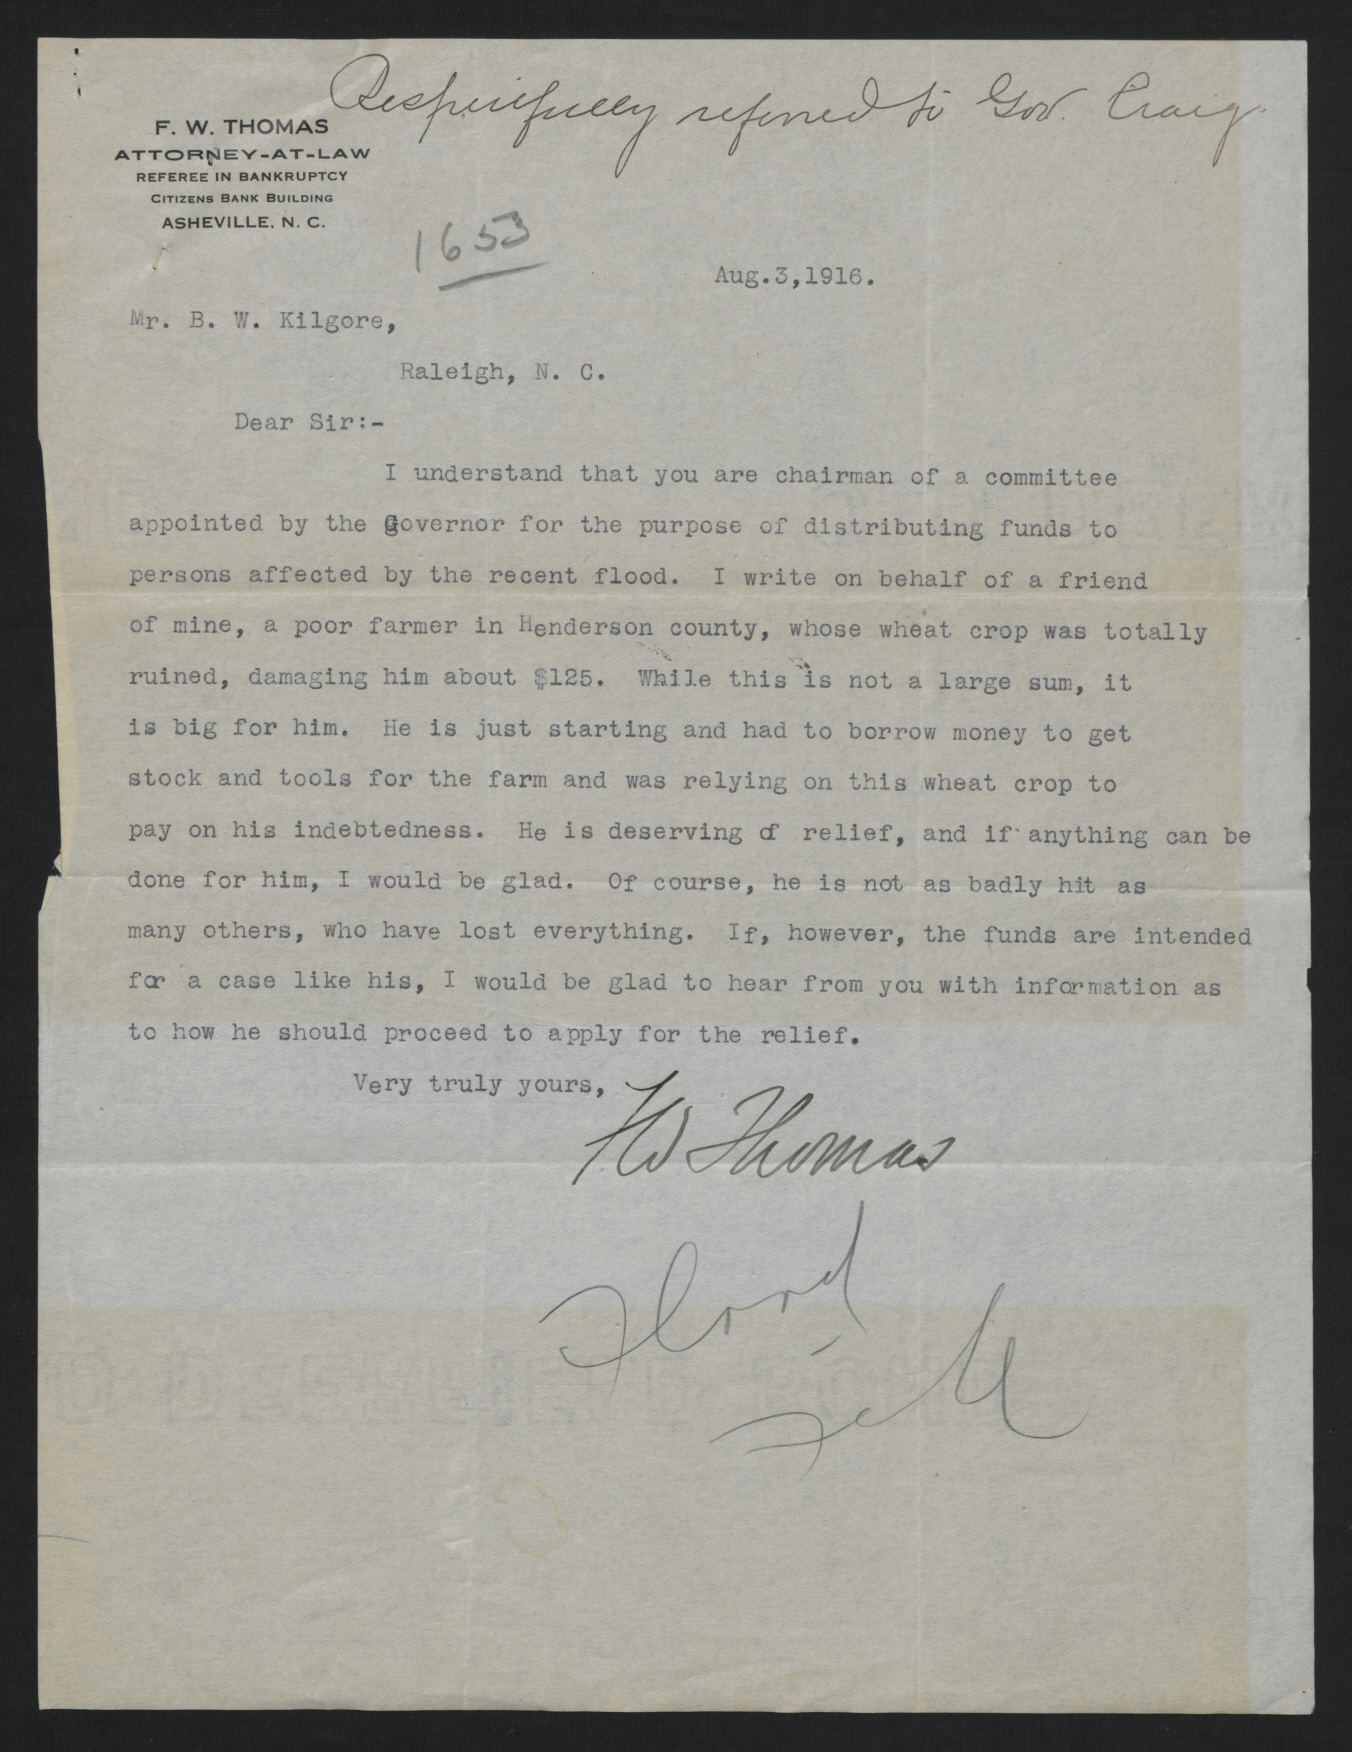 Respectfully referred to Gov. Craig.
F. W. THOMAS
ATTORNEY-AT-LAW
REFEREE IN BANKRUPTCY
CITIZENS BANK BUILDING
ASHEVILLE, N. C.
1653
Aug.3,1916.
Mr. B. W. Kilgore,
Raleigh, N. C.
Dear Sir:-
I understand that you are chairman of a committee
appointed by the Governor for the purpose of distributing funds to
persons affected by the recent flood. I write on behalf of a friend
of mine, a poor farmer in Henderson county, whose wheat crop was totally
ruined, damaging him about $125. While this is not a large sum, it
is big for him. He is just starting and had to borrow money to get
stock and tools for the farm and was relying on this wheat crop to
pay on his indebtedness. He is deserving of relief, and if anything can be
done for him, I would be glad. Of course, he is not as badly hit as
many others, who have lost everything. If, however, the funds are intended
for a case like his, I would be glad to hear from you with information as
to how he should proceed to apply for the relief.
Very truly yours,
F W Thomas
Flood